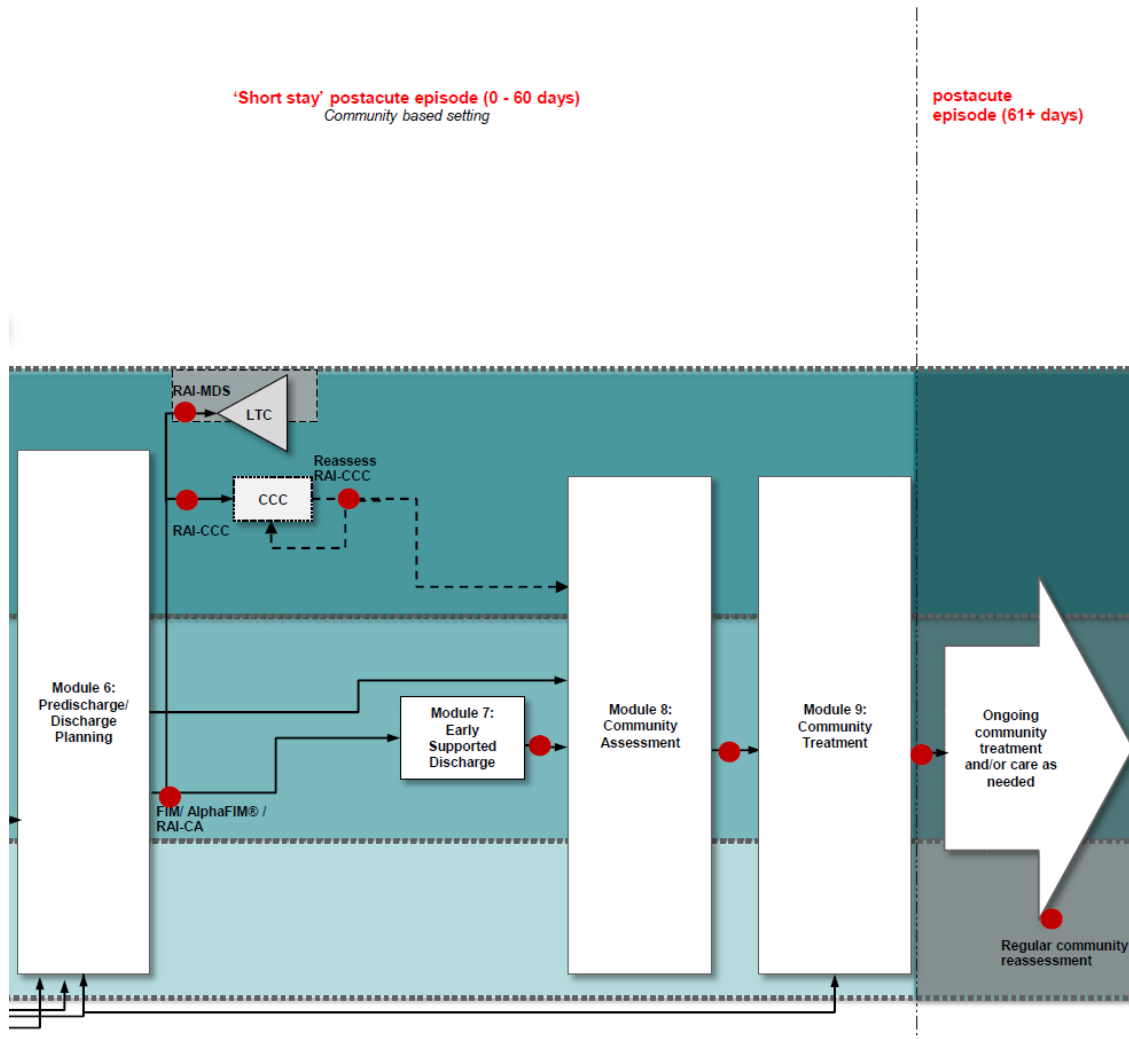 ‘Short stay’ postacute episode (0 - 60 days)
Community based setting
postacute
episode (61+ days)
RAI-MDS
LTC
Reassess
RAI-CCC
CCC
RAI-CCC
Module 6:
Predischarge/
Discharge
Planning
Module 7:
Early
Supported
Discharge
Module 8:
Community
Assessment
Module 9:
Community
Treatment
Ongoing
community
treatment
and/or care as
needed
FIM/ AlphaFIM® /
RAI-CA
Regular community
reassessment